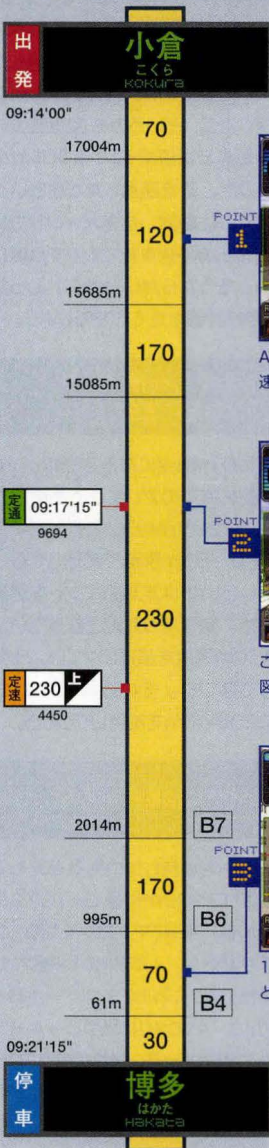 出発
小倉
こくら
KOKURA
09:14'00"
70
17004m
POINT
1
120
15685m
170
15085m
定速 09:17'15"
9694
POINT
2
230
定速 230 上
4450
2014m
B7
POINT
3
170
995m
B6
70
61m
B4
30
09:21'15"
停車
博多
はかた
HAKATA
A
速
こ
図
1
と